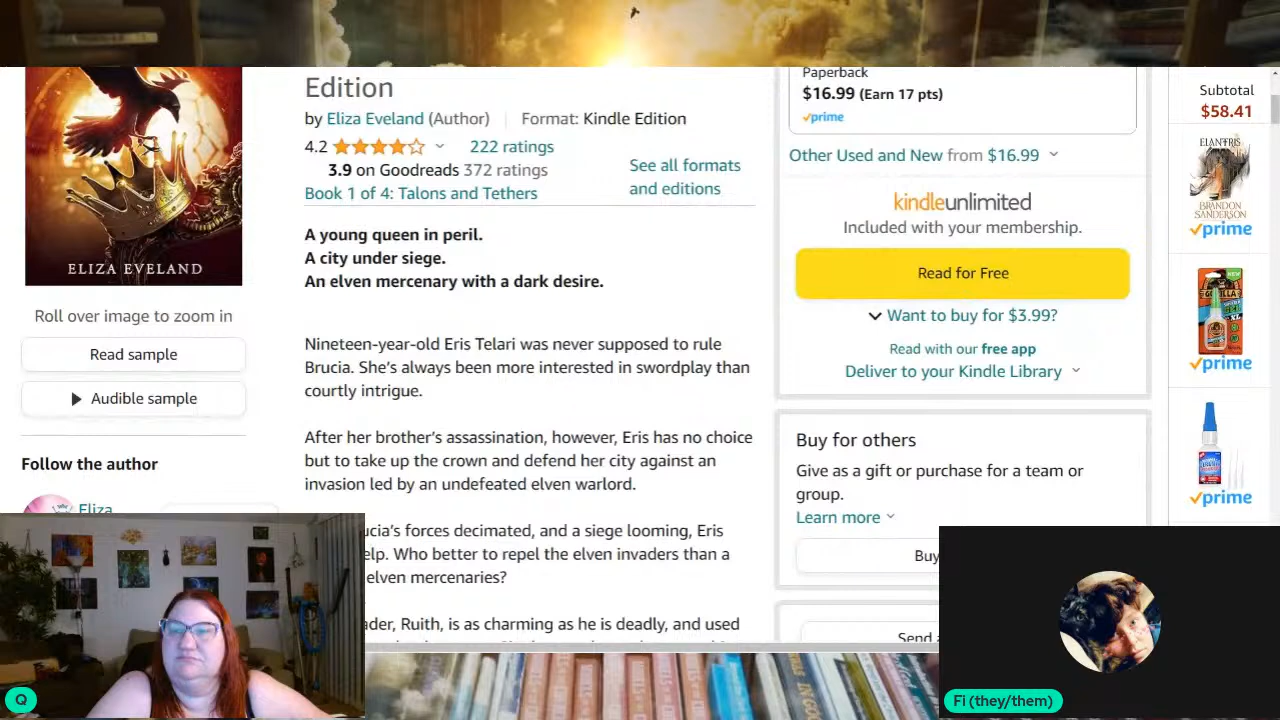 Edition
by Eliza Eveland (Author) Format: Kindle Edition
4.2 222 ratings
3.9 on Goodreads 372 ratings
See all formats
and editions
Book 1 of 4: Talons and Tethers
A young queen in peril.
A city under siege.
An elven mercenary with a dark desire.
Nineteen-year-old Eris Telari was never supposed to rule
Brucia. She’s always been more interested in swordplay than
courtly intrigue.
After her brother’s assassination, however, Eris has no choice
but to take up the crown and defend her city against an
invasion led by an undefeated elven warlord.
ucia’s forces decimated, and a siege looming, Eris
elp. Who better to repel the elven invaders than a
elven mercenaries?
ader, Ruith, is as charming as he is deadly, and used
ELIZA EVELAND
Roll over image to zoom in
Read sample
Audible sample
Follow the author
Eliza
Paperback
$16.99 (Earn 17 pts)
prime
Other Used and New from $16.99
kindleunlimited
Included with your membership.
Read for Free
Want to buy for $3.99?
Read with our free app
Deliver to your Kindle Library
Buy for others
Give as a gift or purchase for a team or
group.
Learn more
Buy
Send a
Subtotal
$58.41
ELANTRIS
BRANDON
SANDERSON
prime
GORILLA
prime
prime
Q
Fi (they/them)